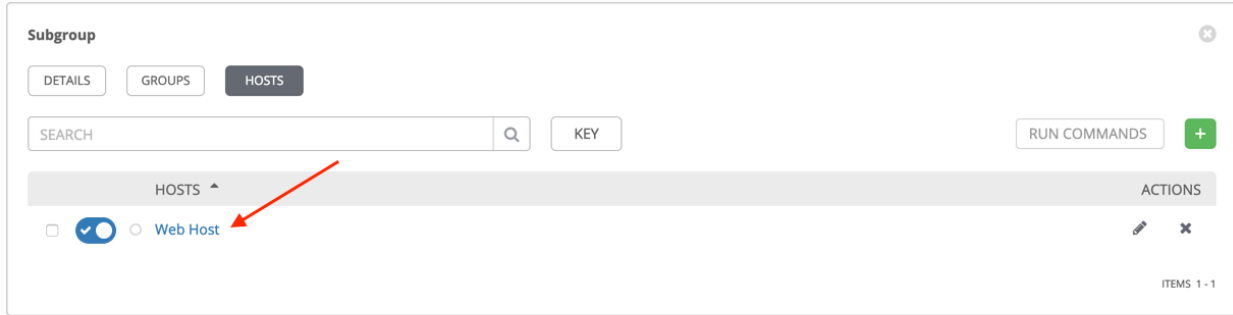 Subgroup
DETAILS GROUPS HOSTS
SEARCH KEY RUN COMMANDS +
HOSTS ACTIONS
Web Host
ITEMS 1 - 1